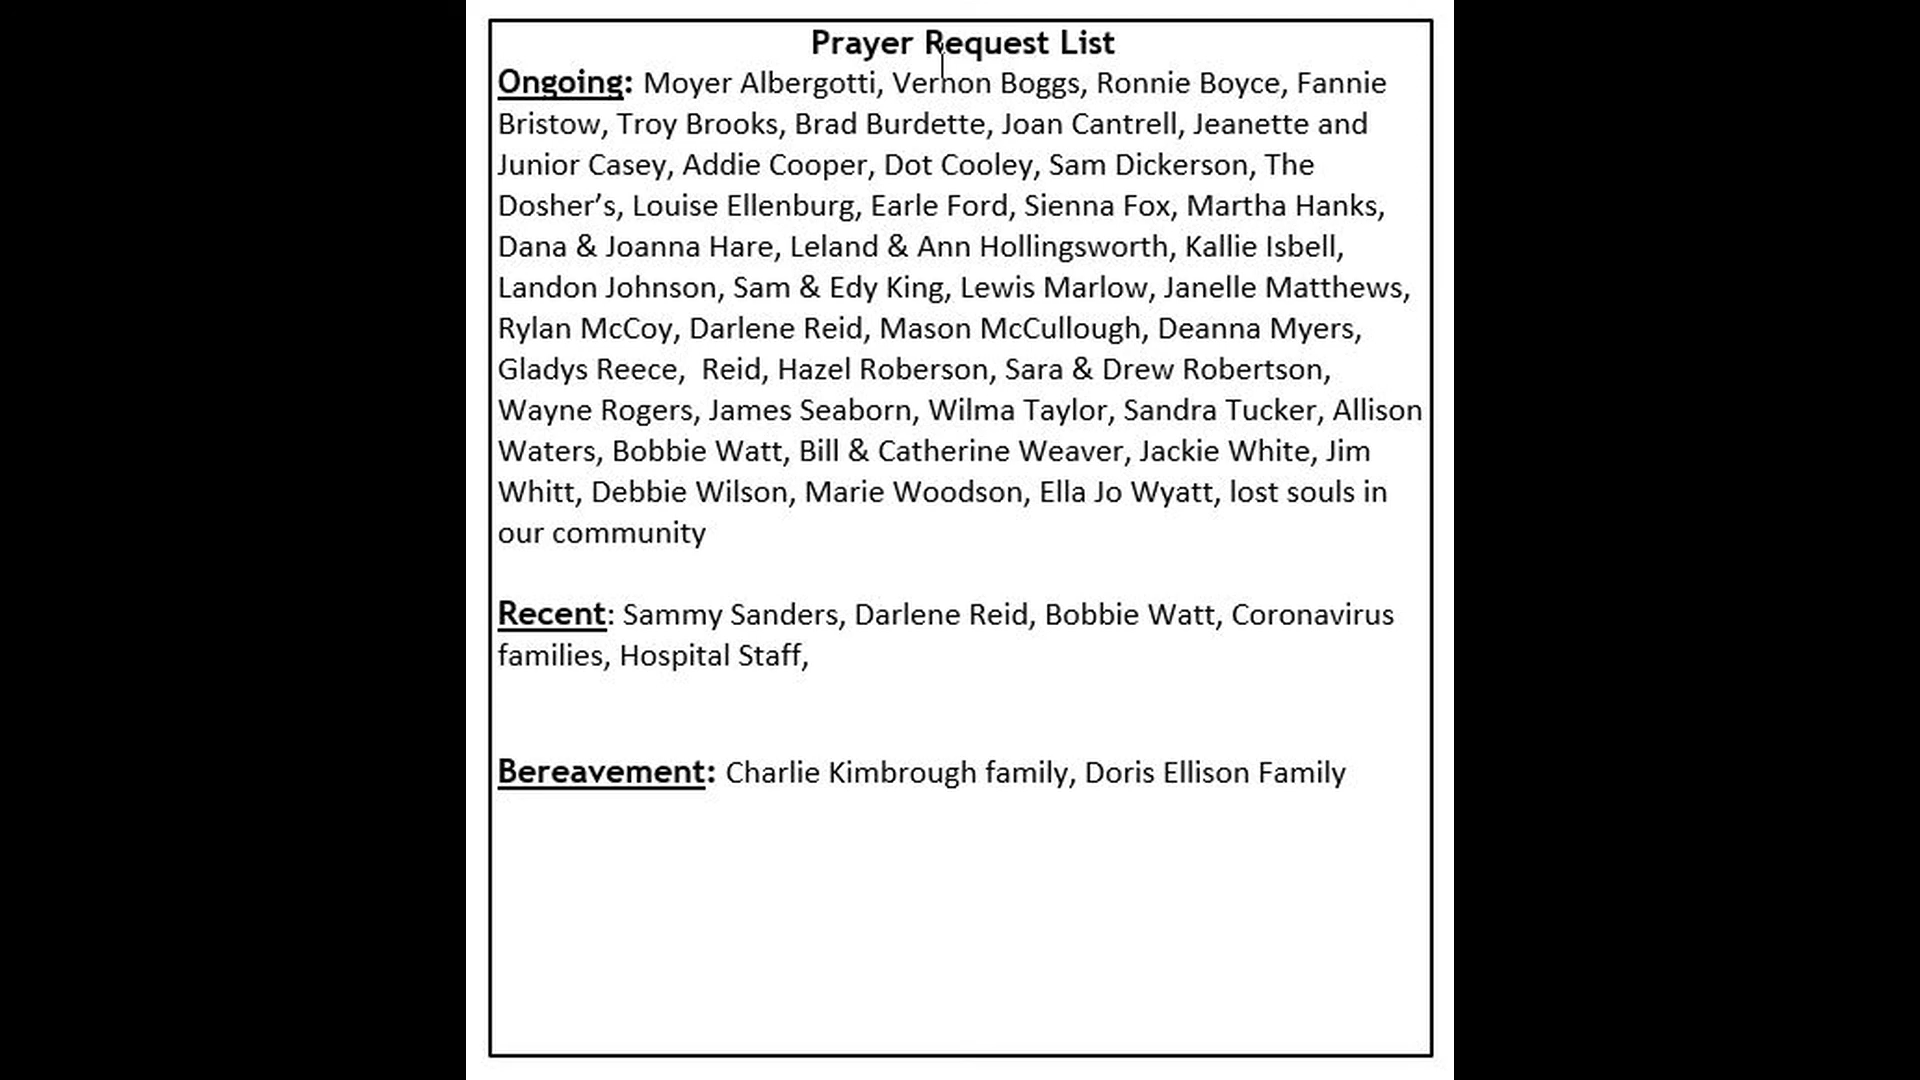 Prayer Request List
Ongoing: Moyer Albergotti, Vernon Boggs, Ronnie Boyce, Fannie
Bristow, Troy Brooks, Brad Burdette, Joan Cantrell, Jeanette and
Junior Casey, Addie Cooper, Dot Cooley, Sam Dickerson, The
Dosher’s, Louise Ellenburg, Earle Ford, Sienna Fox, Martha Hanks,
Dana & Joanna Hare, Leland & Ann Hollingsworth, Kallie Isbell,
Landon Johnson, Sam & Edy King, Lewis Marlow, Janelle Matthews,
Rylan McCoy, Darlene Reid, Mason McCullough, Deanna Myers,
Gladys Reece,  Reid, Hazel Roberson, Sara & Drew Robertson,
Wayne Rogers, James Seaborn, Wilma Taylor, Sandra Tucker, Allison
Waters, Bobbie Watt, Bill & Catherine Weaver, Jackie White, Jim
Whitt, Debbie Wilson, Marie Woodson, Ella Jo Wyatt, lost souls in
our community
Recent: Sammy Sanders, Darlene Reid, Bobbie Watt, Coronavirus
families, Hospital Staff,
Bereavement: Charlie Kimbrough family, Doris Ellison Family